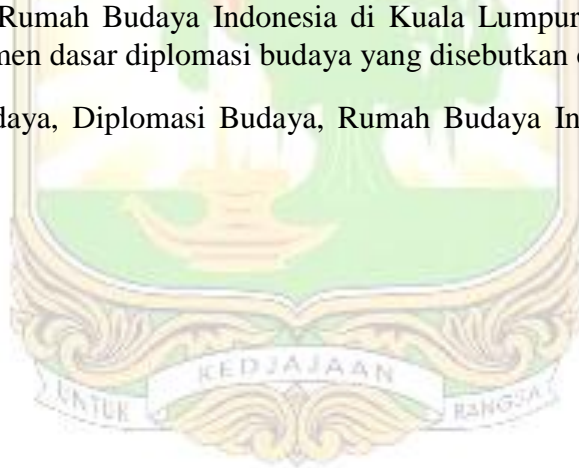 Rumah Budaya Indonesia di Kuala Lumpur
men dasar diplomasi budaya yang disebutkan
daya, Diplomasi Budaya, Rumah Budaya In
UNTUK KEDJAJAAN BANGSA